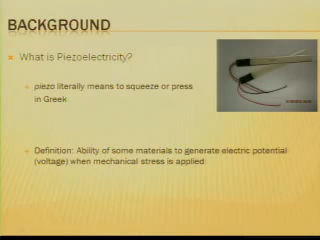 BACKGROUND
What is Piezoelectricity?
piezo literally means to squeeze or press
in Greek
Definition: Ability of some materials to generate electric potential
(voltage) when mechanical stress is applied